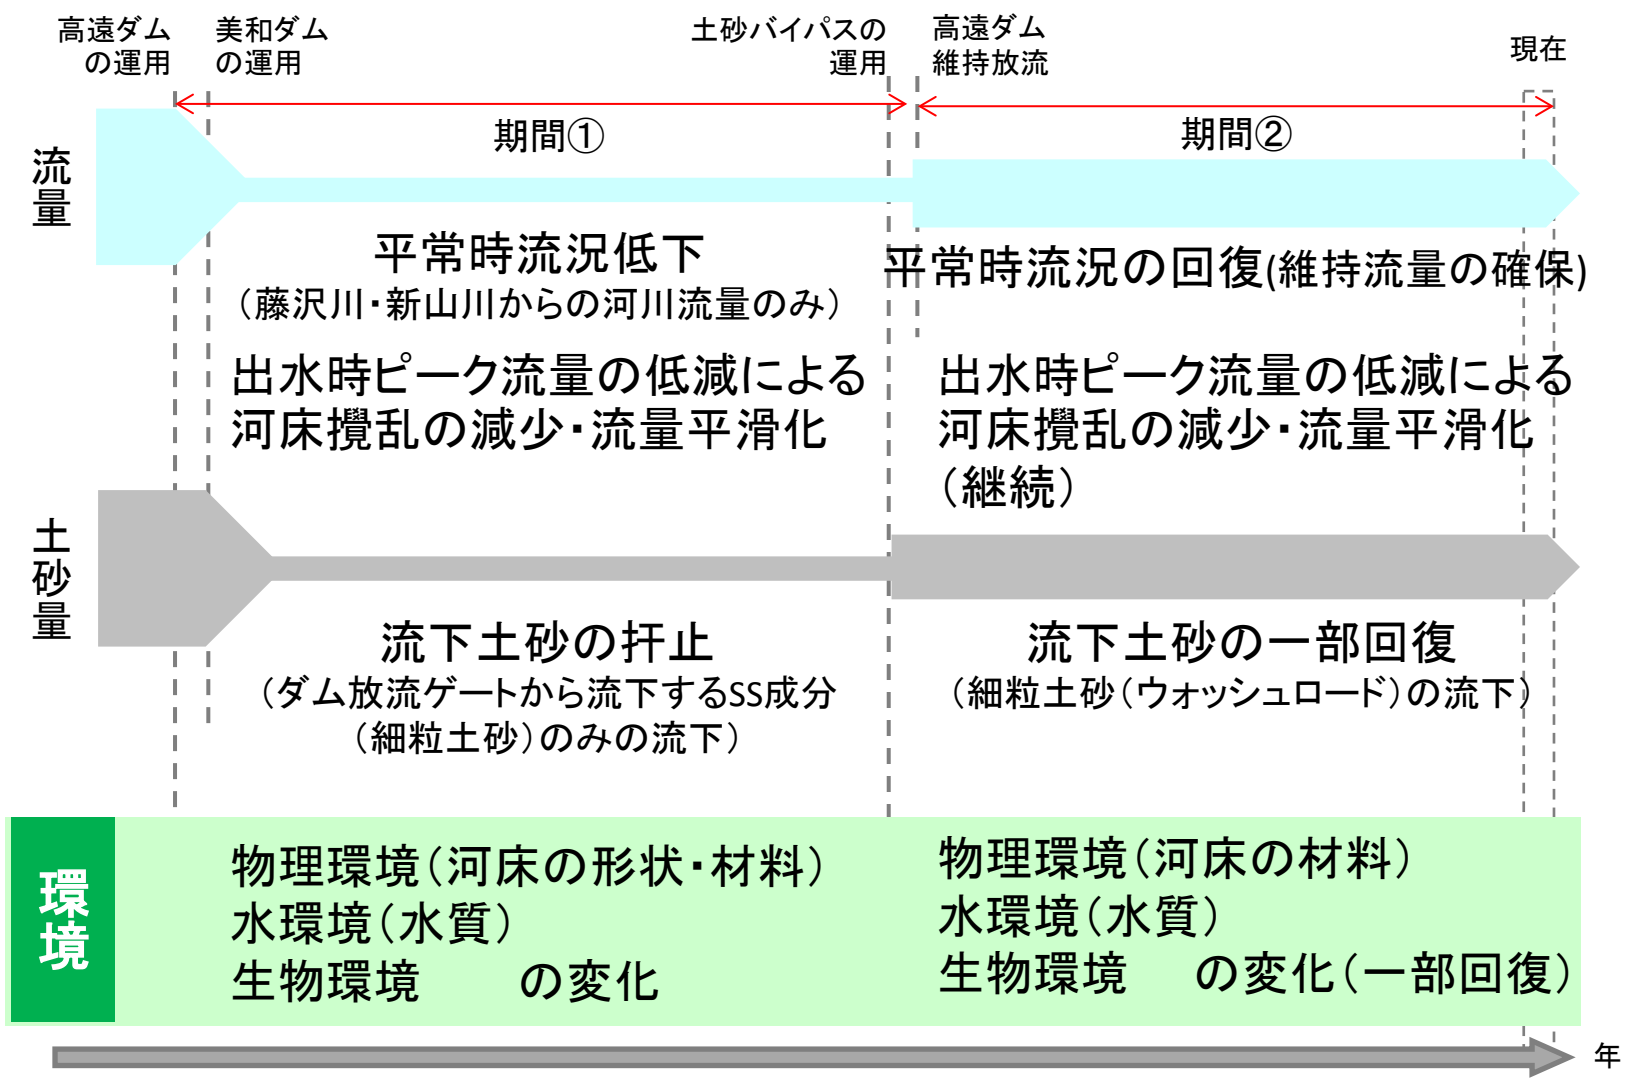 高遠ダム
の運用
美和ダム
の運用
土砂バイパスの
運用
高遠ダム
維持放流
現在
期間①
期間②
流量
平常時流況低下
（藤沢川・新山川からの河川流量のみ）
平常時流況の回復(維持流量の確保)
出水時ピーク流量の低減による
河床攪乱の減少・流量平滑化
出水時ピーク流量の低減による
河床攪乱の減少・流量平滑化
（継続）
土砂量
流下土砂の扞止
（ダム放流ゲートから流下するSS成分
（細粒土砂）のみの流下）
流下土砂の一部回復
（細粒土砂（ウォッシュロード）の流下）
環境
物理環境（河床の形状・材料）
水環境（水質）
生物環境　　の変化
物理環境（河床の材料）
水環境（水質）
生物環境　　の変化（一部回復）
年